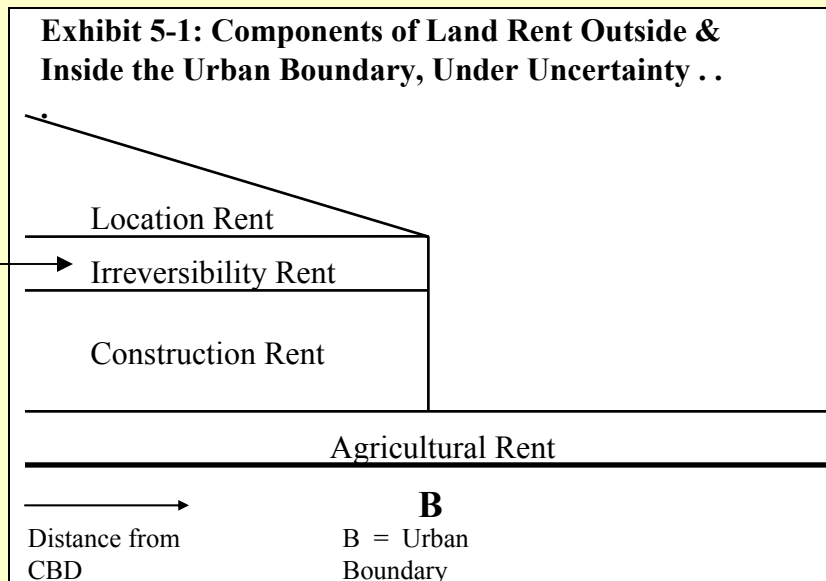 Exhibit 5-1: Components of Land Rent Outside &
Inside the Urban Boundary, Under Uncertainty . .
.
Location Rent
Irreversibility Rent
Construction Rent
Agricultural Rent
B
Distance from
CBD
B = Urban
Boundary